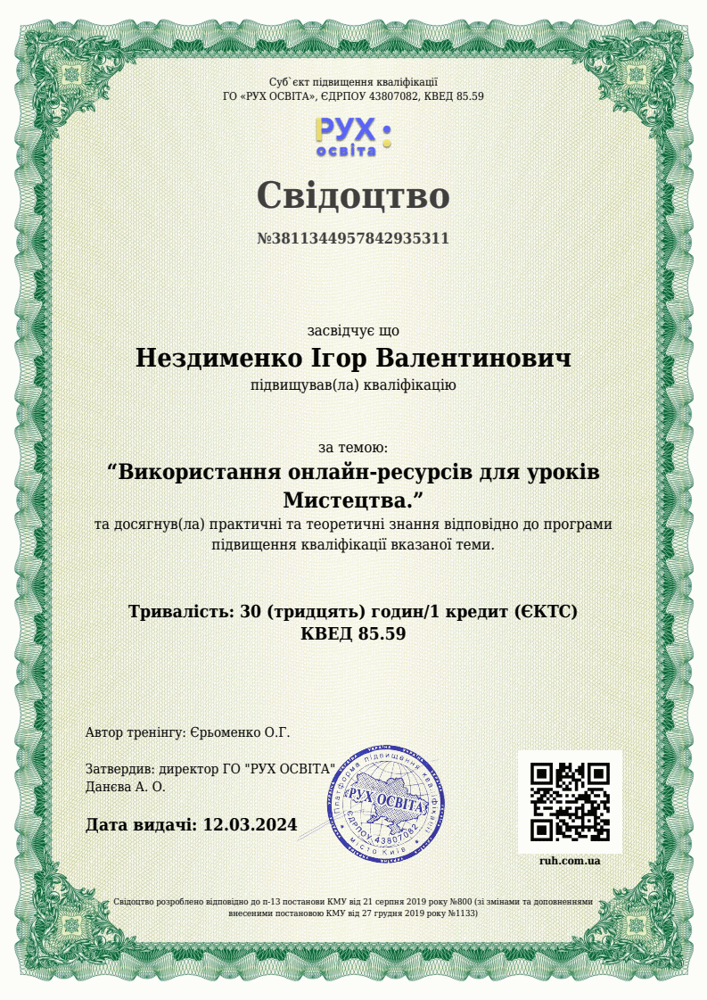 Суб`єкт підвищення кваліфікації
ГО «РУХ ОСВІТА», ЄДРПОУ 43807082, КВЕД 85.59
РУХ:
освіта
Свідоцтво
№3811344957842935311
засвідчує що
Нездименко Ігор Валентинович
підвищував(ла) кваліфікацію
за темою:
“Використання онлайн-ресурсів для уроків
Мистецтва.”
та досягнув(ла) практичні та теоретичні знання відповідно до програми
підвищення кваліфікації вказаної теми.
Тривалість: 30 (тридцять) годин/1 кредит (ЄКТС)
КВЕД 85.59
Автор тренінгу: Єрьоменко О.Г.
Затвердив: директор ГО "РУХ ОСВІТА"
Данєва А. О.
Дата видачі: 12.03.2024
Платформа підвищення кваліфікації
"РУХ ОСВІТА"
ЄДРПОУ 43807082
* місто Київ *
ruh.com.ua
Свідоцтво розроблено відповідно до п-13 постанови КМУ від 21 серпня 2019 року №800 (зі змінами та доповненнями
внесеними постановою КМУ від 27 грудня 2019 року №1133)